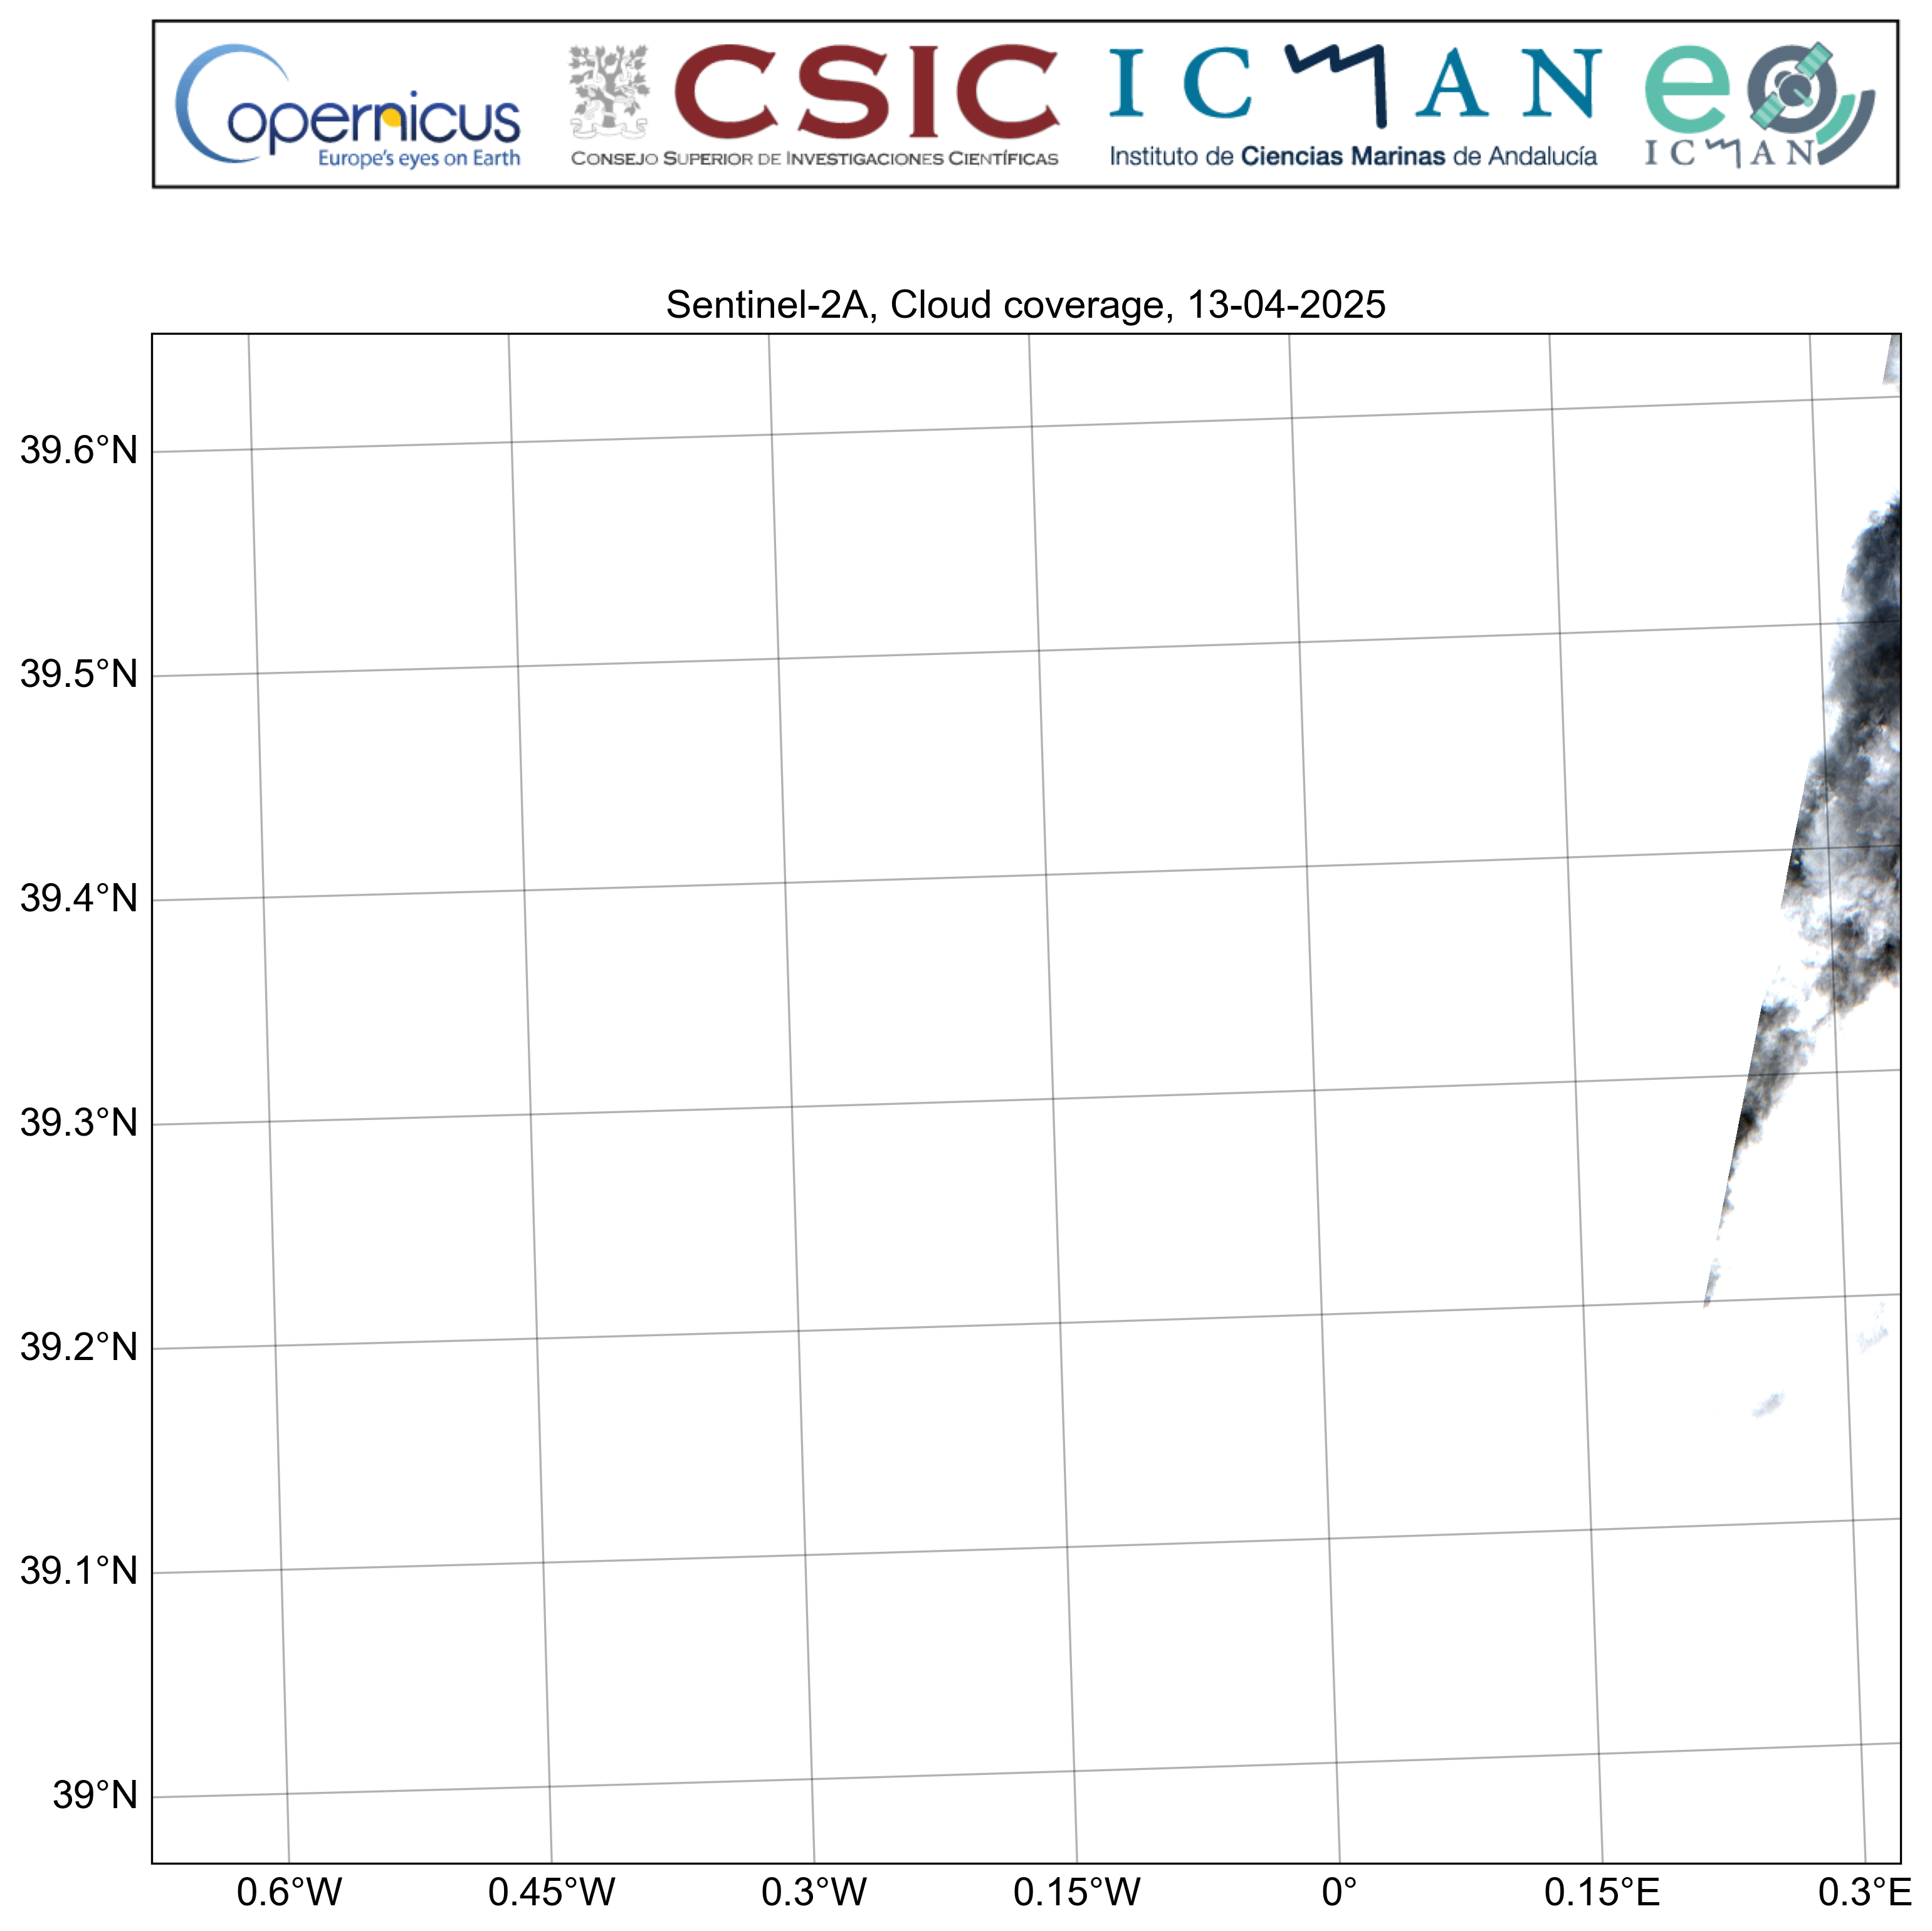 Copernicus
Europe's eyes on Earth
CSIC
CONSEJO SUPERIOR DE INVESTIGACIONES CIENTÍFICAS
ICMAN
Instituto de Ciencias Marinas de Andalucía
eo
ICMAN
Sentinel-2A, Cloud coverage, 13-04-2025
39.6°N
39.5°N
39.4°N
39.3°N
39.2°N
39.1°N
39°N
0.6°W 0.45°W 0.3°W 0.15°W 0° 0.15°E 0.3°E